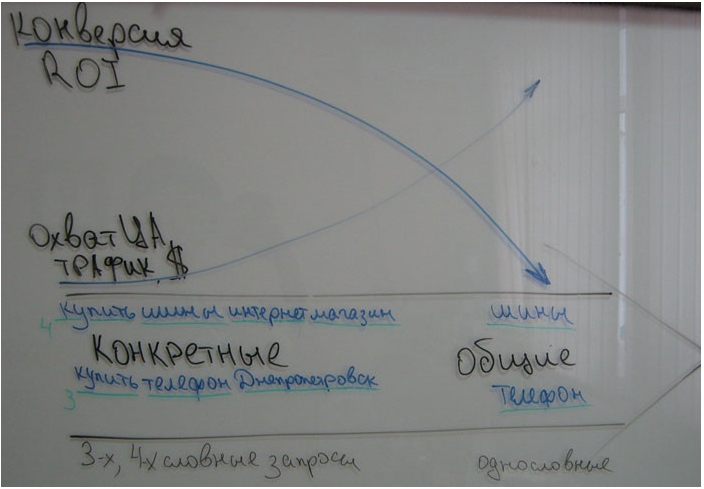 Конверсия
ROI
Охват ЦА,
трафик, $
купить шины интернет магазин
шины
4
Конкретные
Общие
купить телефон Днепропетровск
телефон
3
3-х, 4-х словные запросы
однословные